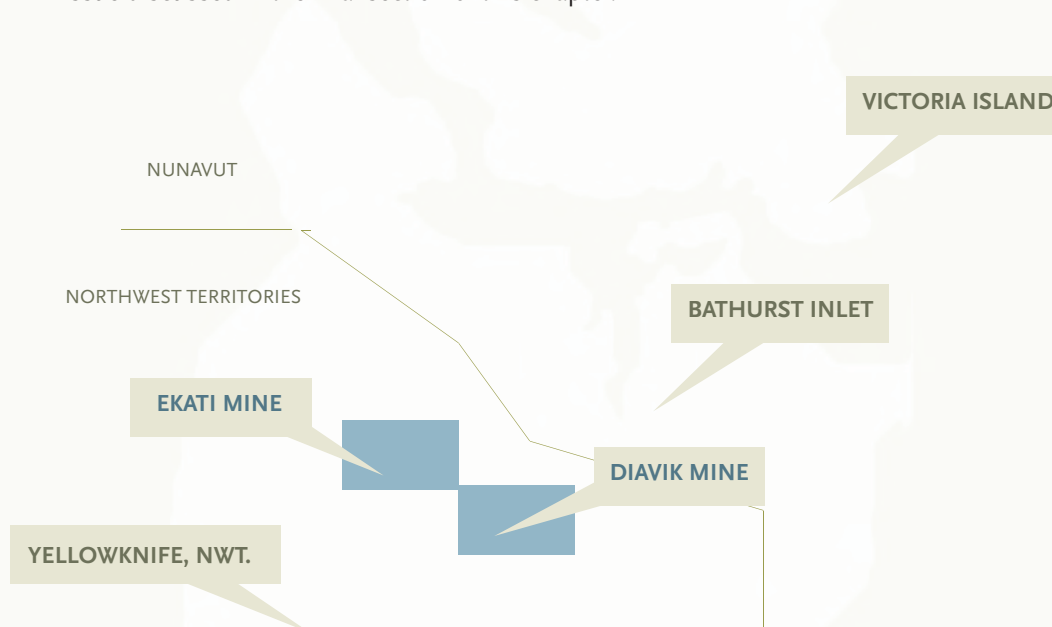 VICTORIA ISLAND
NUNAVUT
NORTHWEST TERRITORIES
BATHURST INLET
EKATI MINE
DIAVIK MINE
YELLOWKNIFE, NWT.